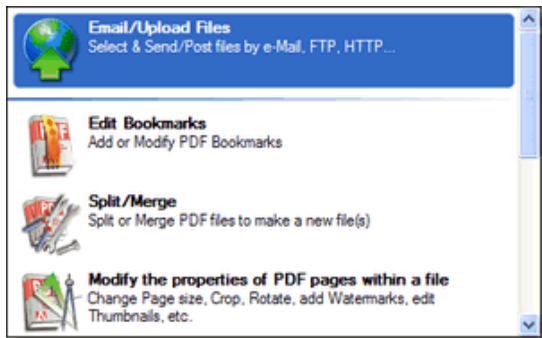 Email/Upload Files
Select & Send/Post files by e-Mail, FTP, HTTP...
Edit Bookmarks
Add or Modify PDF Bookmarks
Split/Merge
Split or Merge PDF files to make a new file(s)
Modify the properties of PDF pages within a file
Change Page size, Crop, Rotate, add Watermarks, edit
Thumbnails, etc.